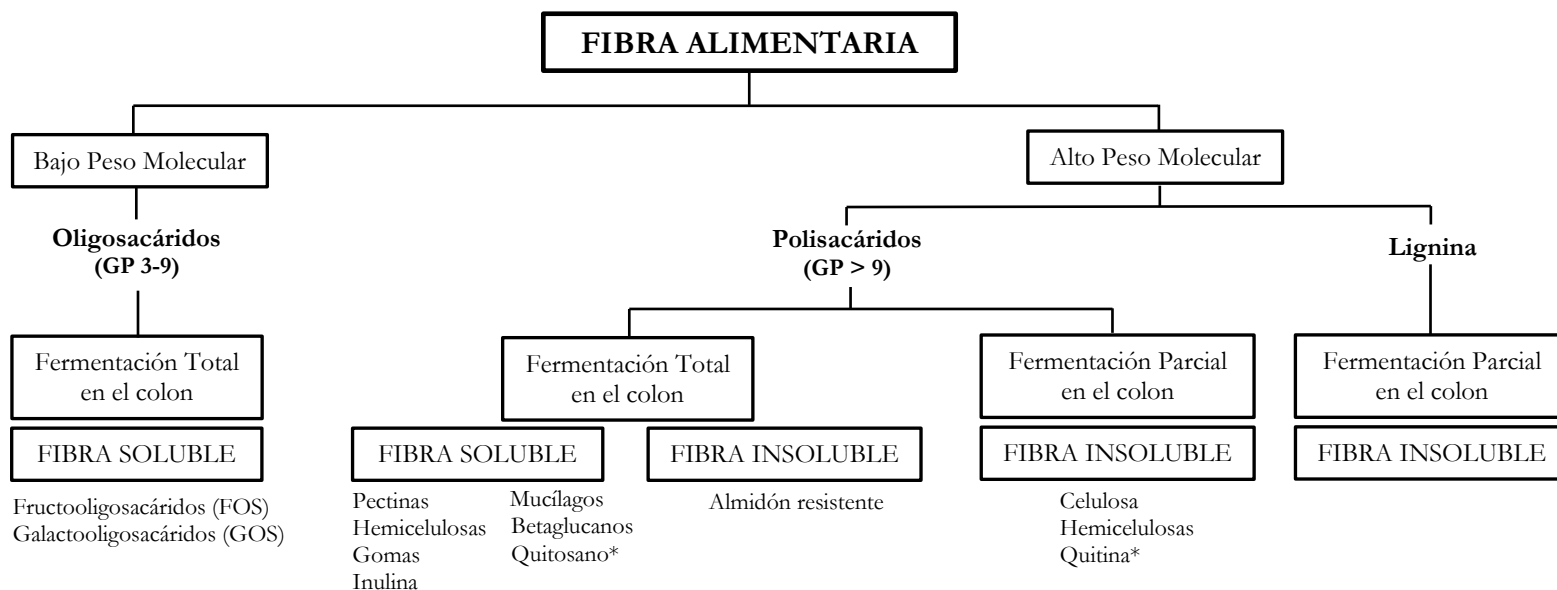 FIBRA ALIMENTARIA
Bajo Peso Molecular
Alto Peso Molecular
Oligosacáridos
(GP 3-9)
Polisacáridos
(GP > 9)
Lignina
Fermentación Total
en el colon
Fermentación Total
en el colon
Fermentación Parcial
en el colon
Fermentación Parcial
en el colon
FIBRA SOLUBLE
FIBRA SOLUBLE
FIBRA INSOLUBLE
FIBRA INSOLUBLE
FIBRA INSOLUBLE
Fructooligosacáridos (FOS)
Galactooligosacáridos (GOS)
Pectinas
Hemicelulosas
Gomas
Inulina
Mucílagos
Betaglucanos
Quitosano*
Almidón resistente
Celulosa
Hemicelulosas
Quitina*